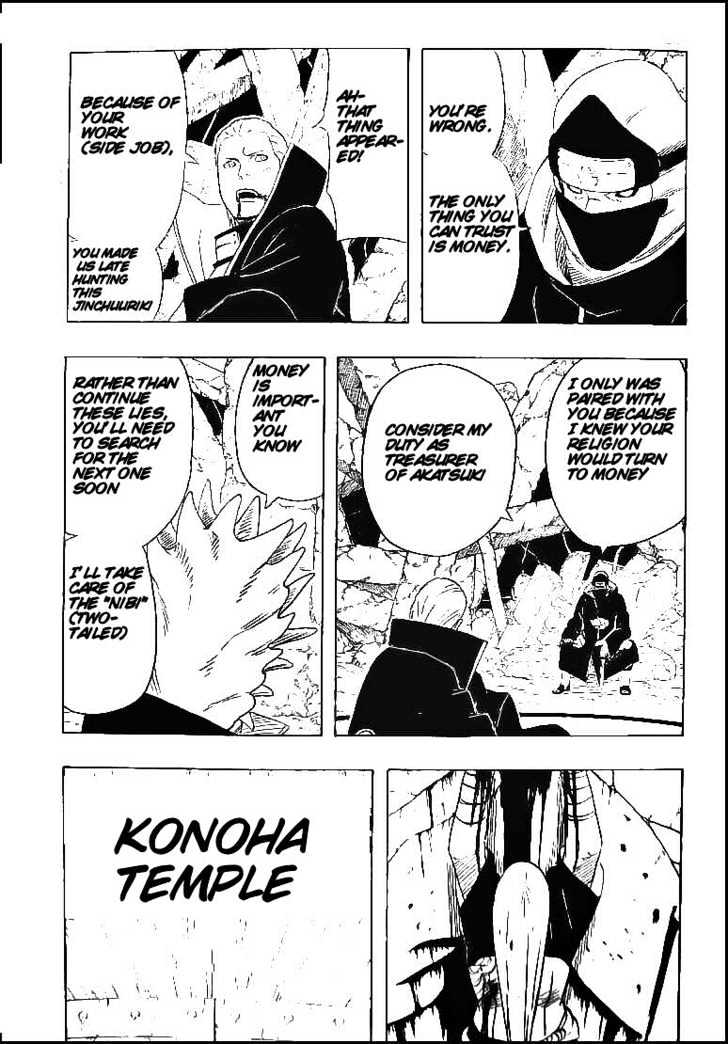 YOU'RE
WRONG.
THE ONLY
THING YOU
CAN TRUST
IS MONEY.
AH-
THAT
THING
APPEAR-
ED!
BECAUSE OF
YOUR
WORK
(SIDE JOB),
YOU MADE
US LATE
HUNTING
THIS
JINCHUURIKI
I ONLY WAS
PAIRED WITH
YOU BECAUSE
I KNEW YOUR
RELIGION
WOULD TURN
TO MONEY
CONSIDER MY
DUTY AS
TREASURER
OF AKATSUKI
MONEY
IS
IMPORT-
ANT
YOU
KNOW
RATHER THAN
CONTINUE
THESE LIES,
YOU'LL NEED
TO SEARCH
FOR THE
NEXT ONE
SOON
I'LL TAKE
CARE OF
THE "NIBI"
(TWO-
TAILED)
KONOHA
TEMPLE